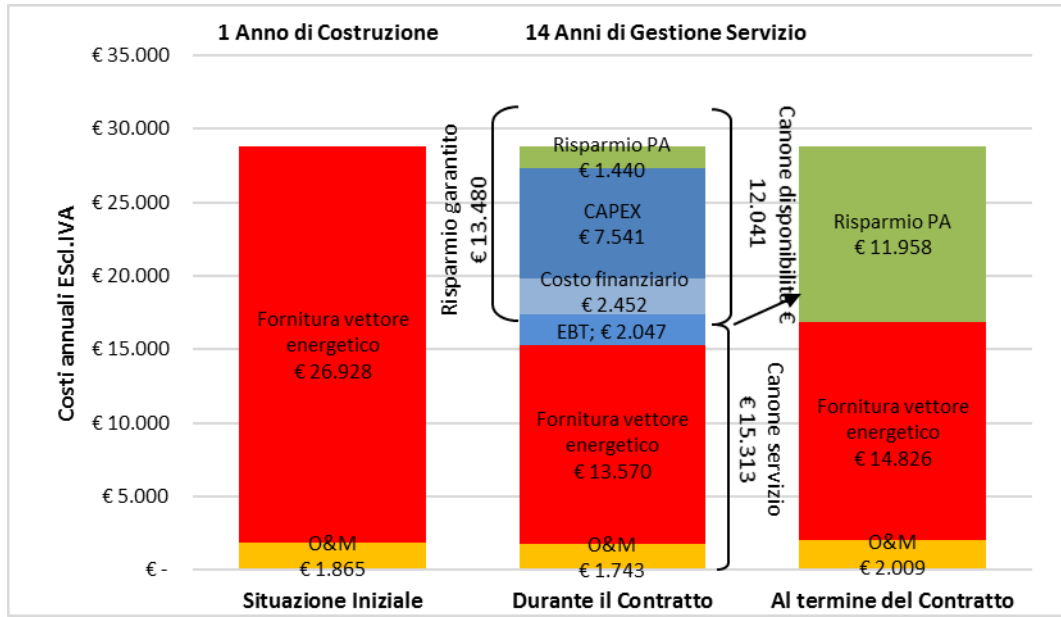 1 Anno di Costruzione
14 Anni di Gestione Servizio
Costi annuali EScl.IVA
€ 35.000
€ 30.000
€ 25.000
€ 20.000
€ 15.000
€ 10.000
€ 5.000
€ -
Fornitura vettore
energetico
€ 26.928
O&M
€ 1.865
Risparmio garantito
€ 13.480
Risparmio PA
€ 1.440
CAPEX
€ 7.541
Costo finanziario
€ 2.452
EBT; € 2.047
Fornitura vettore
energetico
€ 13.570
O&M
€ 1.743
Canone disponibilità €
12.041
Canone servizio
€ 15.313
Risparmio PA
€ 11.958
Fornitura vettore
energetico
€ 14.826
O&M
€ 2.009
Situazione Iniziale
Durante il Contratto
Al termine del Contratto